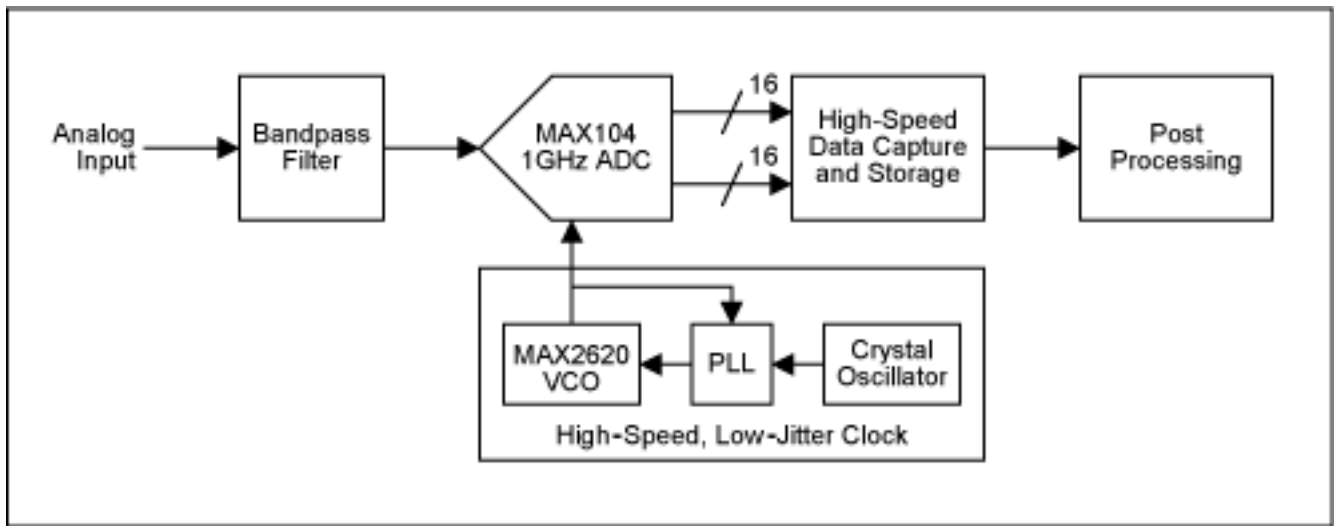 Analog
Input
Bandpass
Filter
MAX104
1GHz ADC
16
16
High-Speed
Data Capture
and Storage
Post
Processing
MAX2620
VCO
PLL
Crystal
Oscillator
High-Speed, Low-Jitter Clock